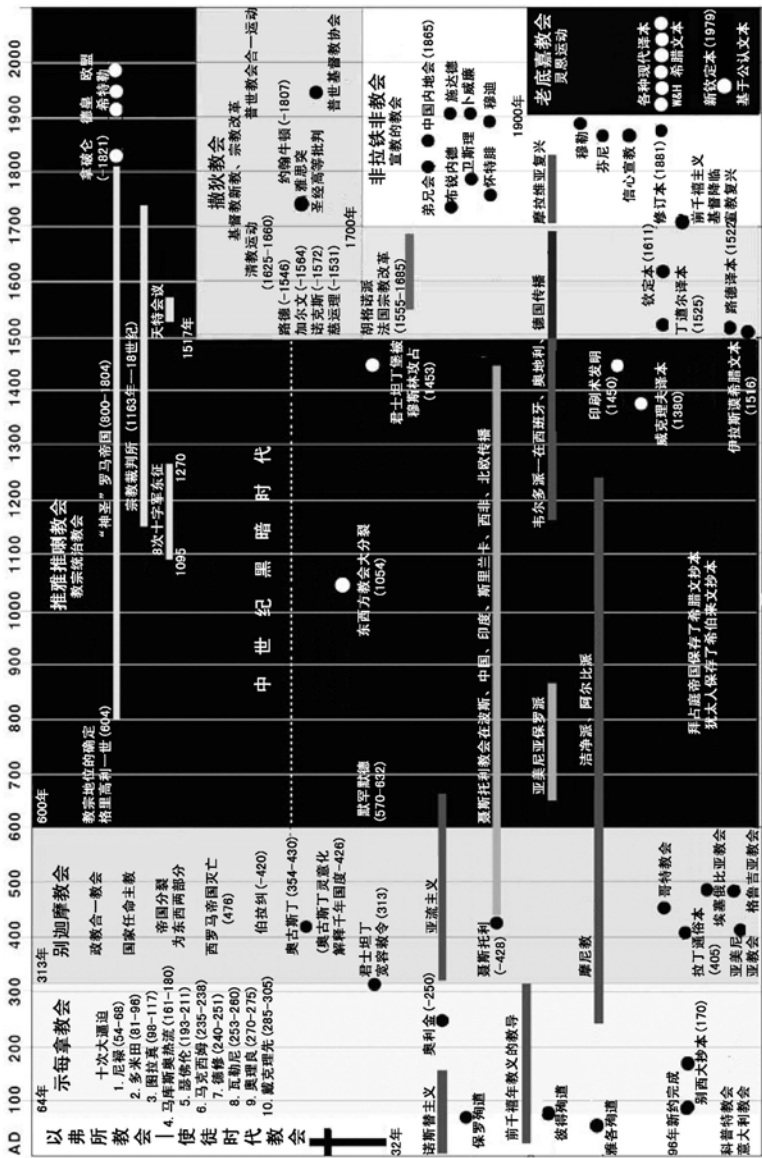 AD 100 200 300 400 500 600 700 800 900 1000 1100 1200 1300 1400 1500 1600 1700 1800 1900 2000
以弗所教会—使徒时代教会
32年
64年
示每拿教会
十次大逼迫
1. 尼禄(54-68)
2. 多米田(81-96)
3. 图拉真(98-117)
4. 马库斯奥热流(161-180)
5. 瑟佛伦(193-211)
6. 马克西姆(235-238)
7. 德修(240-251)
8. 瓦勒尼(253-260)
9. 奥理良(270-275)
10. 戴克理先(285-305)
诺斯替主义
奥利金(-250)
保罗殉道
前千禧年教义的教导
彼得殉道
雅各殉道
96年新约完成
别西大抄本(170)
科普特教会
意大利教会
313年
别迦摩教会
政教合一教会
国家任命主教
帝国分裂
为东西两部分
西罗马帝国灭亡
(476)
伯拉纠(-420)
奥古斯丁(354-430)
(奥古斯丁灵意化
解释千年国度-426)
君士坦丁
宽容敕令(313)
亚流主义
聂斯托利
(-428)
摩尼教
哥特教会
拉丁通俗本
(405)
埃塞俄比亚教会
亚美尼
亚教会
格鲁吉亚教会
600年
推雅推喇教会
教宗统治教会
教宗地位的确定
格里高利一世(604)
“神圣”罗马帝国(800-1804)
宗教裁判所(1163年—18世纪)
8次十字军东征
1095
1270
天特会议
1517年
中世纪黑暗时代
默罕默德
(570-632)
东西方教会大分裂
(1054)
君士坦丁堡被
穆斯林攻占
(1453)
聂斯托利教会在波斯、中国、印度、斯里兰卡、西非、北欧传播
亚美尼亚保罗派
韦尔多派—在西班牙、奥地利、德国传播
洁净派、阿尔比派
印刷术发明
(1450)
威克理夫译本
(1380)
拜占庭帝国保存了希腊文抄本
犹太人保存了希伯来文抄本
伊拉斯谟希腊文本
(1516)
拿破仑
(-1821)
德皇
希特勒
欧盟
撒狄教会
基督教新教、宗教改革
清教运动
(1625-1660)
路德(-1546)
加尔文(-1564)
诺克斯(-1572)
慈运理(-1531)
约翰牛顿(-1807)
雅思突
圣经高等批判
普世教会合一运动
普世基督教协会
1700年
胡格诺派
法国宗教改革
(1555-1685)
非拉铁非教会
宣教的教会
弟兄会
中国内地会(1865)
布锐内德
施达德
卫斯理
卜威廉
怀特腓
穆迪
1900年
摩拉维亚复兴
穆勒
芬尼
信心宣教
钦定本(1611)
丁道尔译本
(1525)
修订本(1881)
前千禧主义
基督降临
宣教复兴
路德译本(1522)
老底嘉教会
灵恩运动
各种现代译本
W&H 希腊文本
新钦定本(1979)
基于公认文本